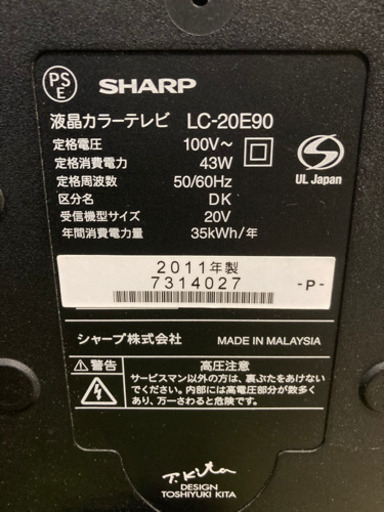 PS
E
SHARP
液晶カラーテレビ LC-20E90
定格電圧 100V～
定格消費電力 43W
定格周波数 50/60Hz
区分名 DK
受信機型サイズ 20V
年間消費電力量 35kWh/年
S
UL Japan
2011年製
7314027
-P-
シャープ株式会社 MADE IN MALAYSIA
警告 高圧注意
サービスマン以外の方は、裏ぶたをあけない
でください。内部には高電圧部分が数多く
あり、万一さわると危険です。
T. Kita
DESIGN
TOSHIYUKI KITA